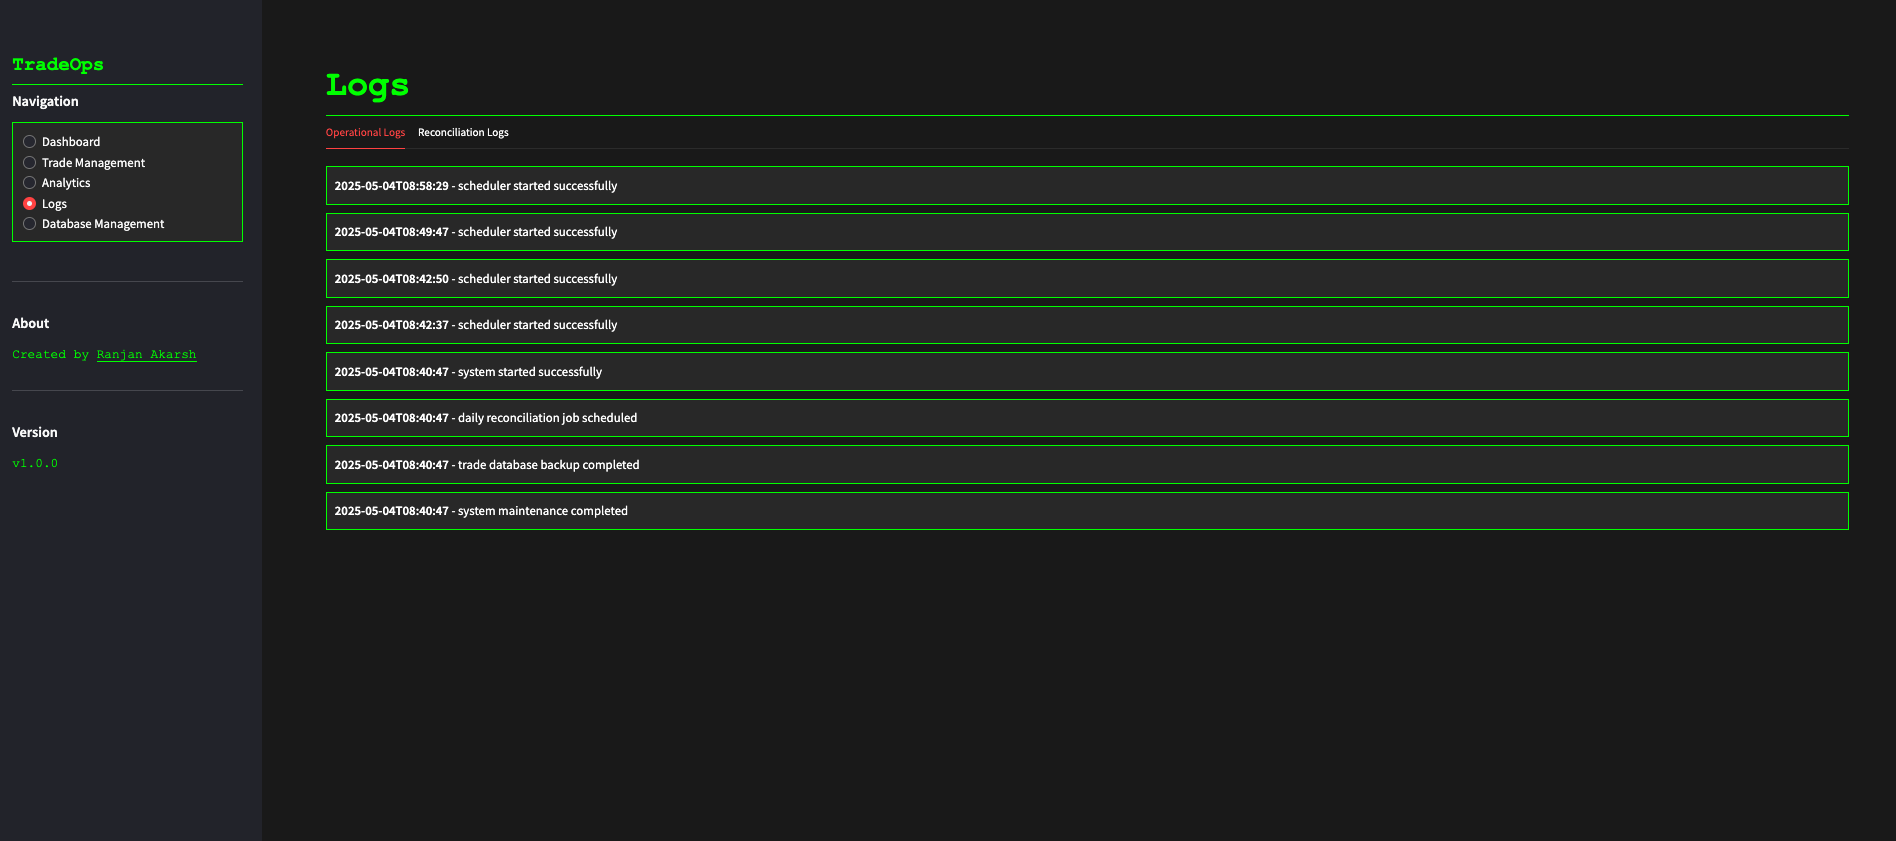 TradeOps
Navigation
Dashboard
Trade Management
Analytics
Logs
Database Management
About
Created by Ranjan Akarsh
Version
v1.0.0
Logs
Operational Logs Reconciliation Logs
2025-05-04T08:58:29 - scheduler started successfully
2025-05-04T08:49:47 - scheduler started successfully
2025-05-04T08:42:50 - scheduler started successfully
2025-05-04T08:42:37 - scheduler started successfully
2025-05-04T08:40:47 - system started successfully
2025-05-04T08:40:47 - daily reconciliation job scheduled
2025-05-04T08:40:47 - trade database backup completed
2025-05-04T08:40:47 - system maintenance completed